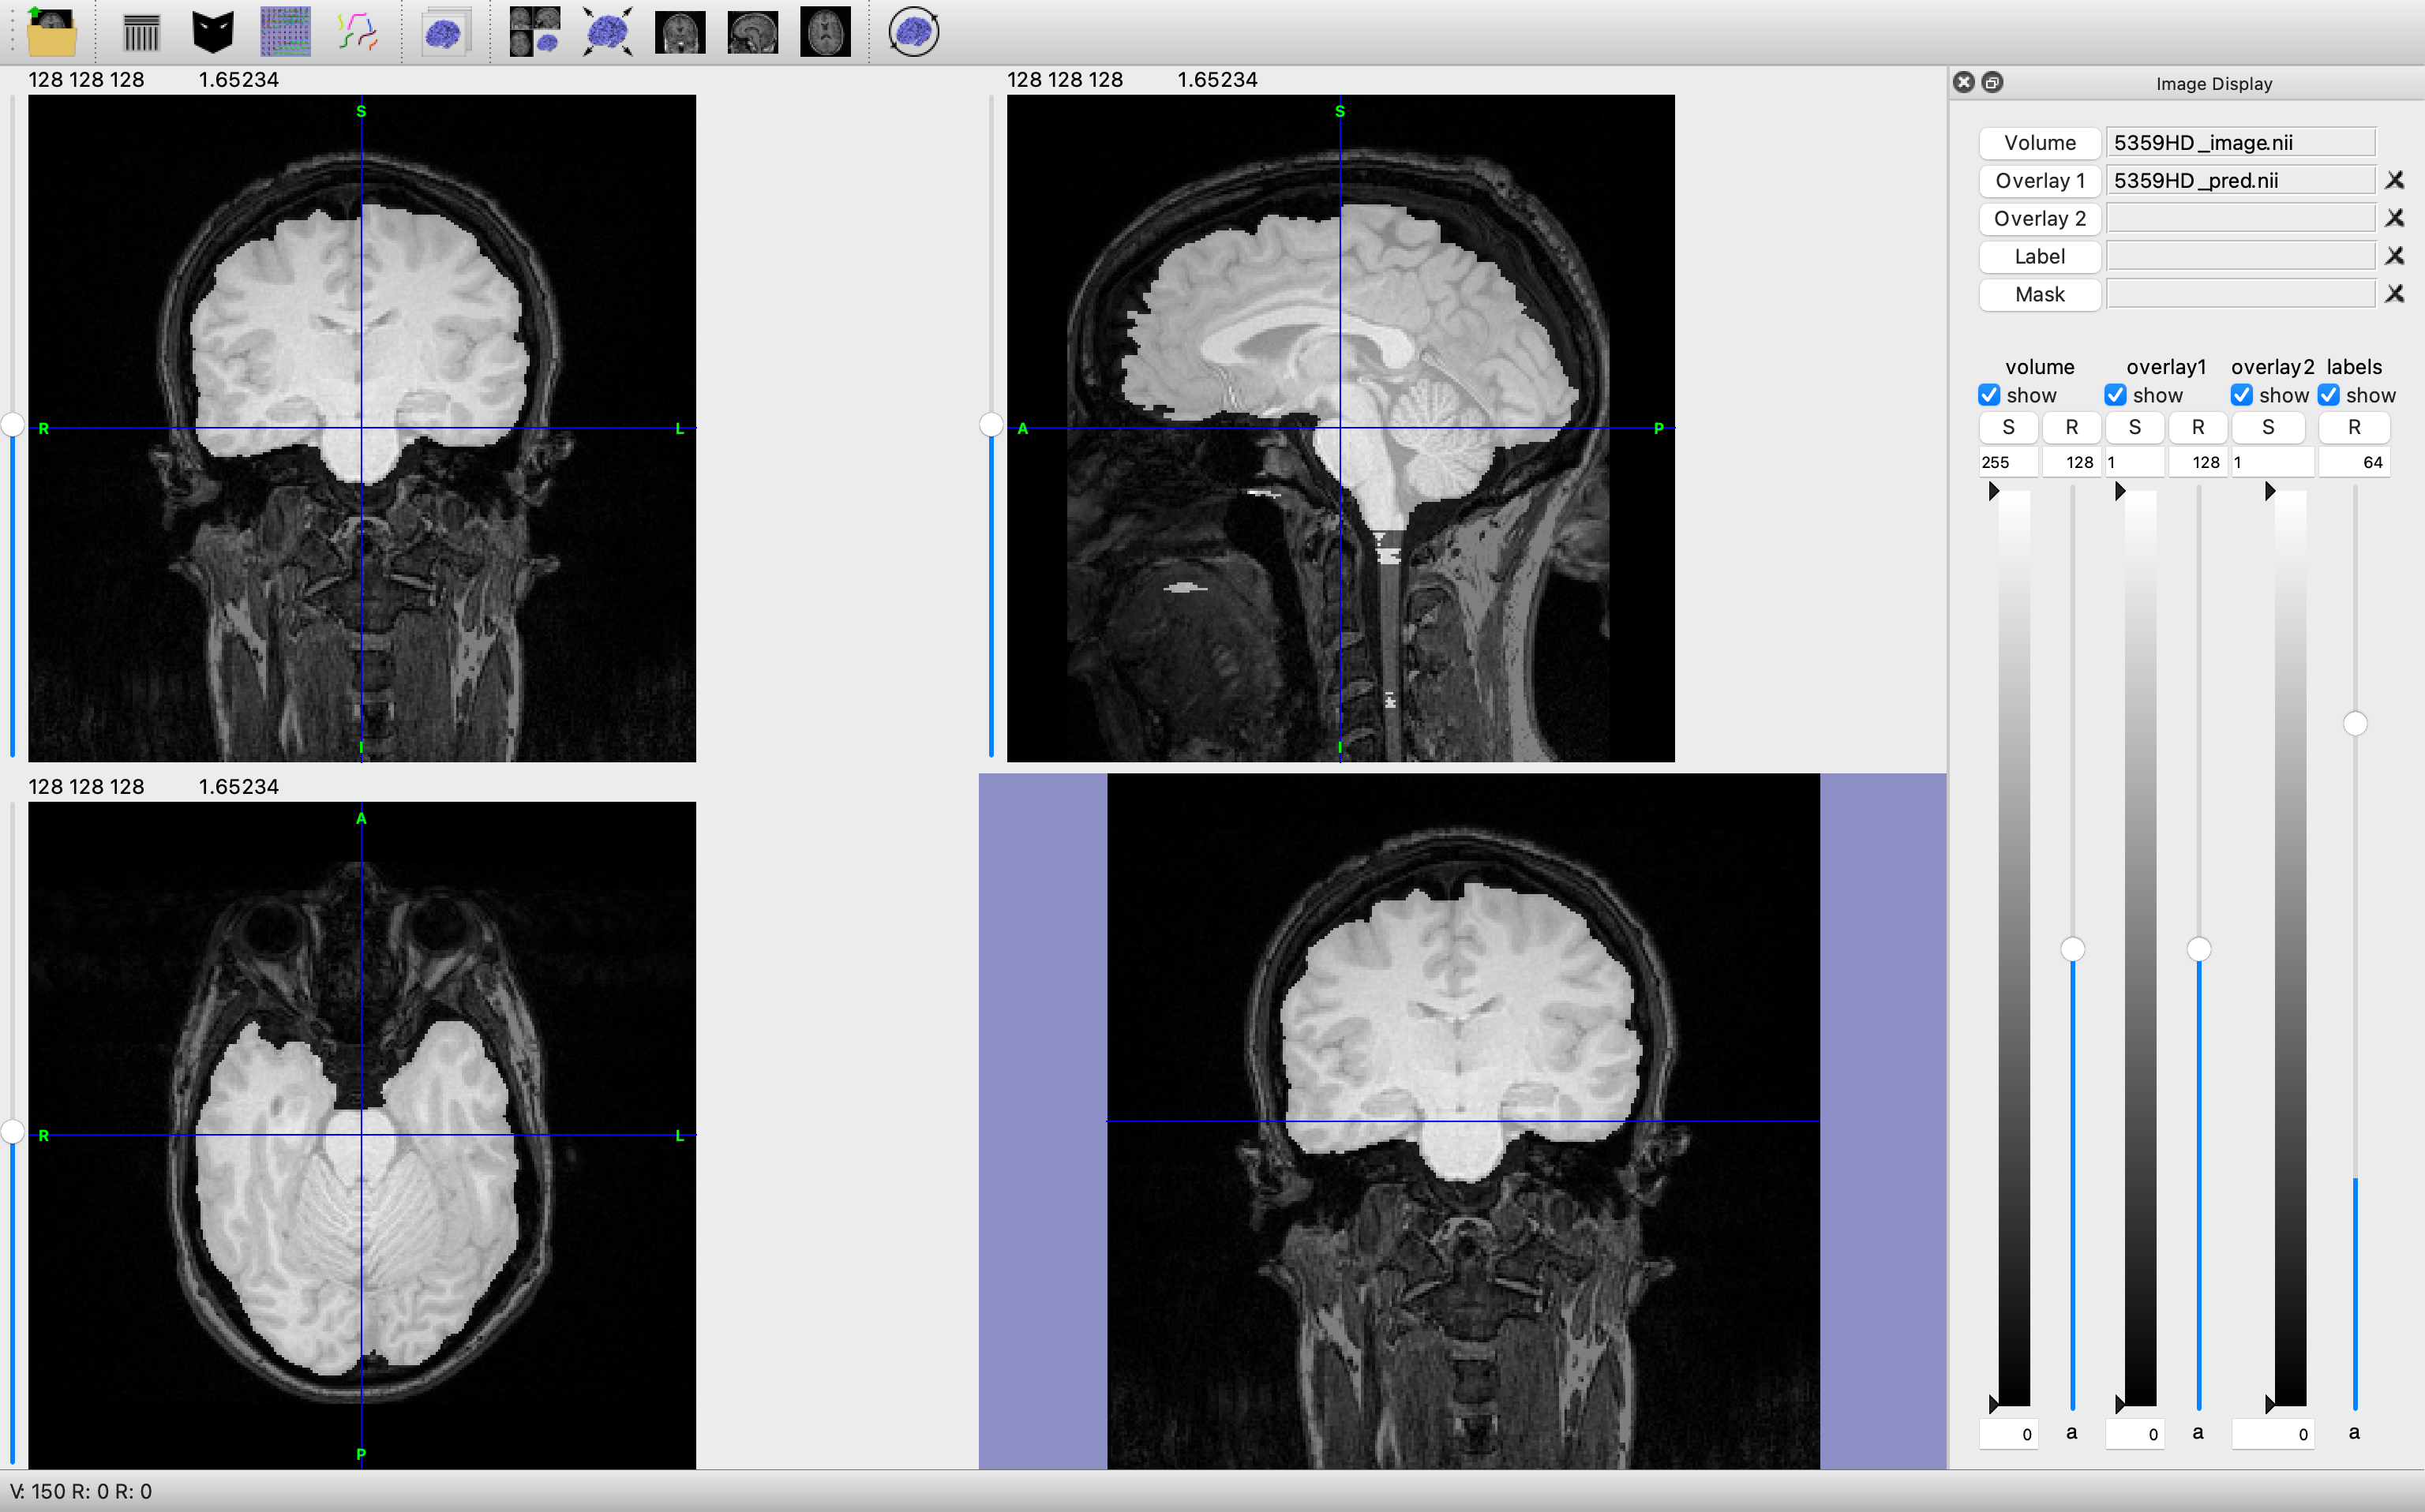 128 128 128 1.65234
S
R L
I
128 128 128 1.65234
S
A P
I
128 128 128 1.65234
A
R L
P
Image Display
Volume 5359HD_image.nii
Overlay 1 5359HD_pred.nii
Overlay 2
Label
Mask
volume overlay1 overlay2 labels
show show show show
S R S R S R
255 128 1 128 1 64
0 a 0 a 0 a
V: 150 R: 0 R: 0